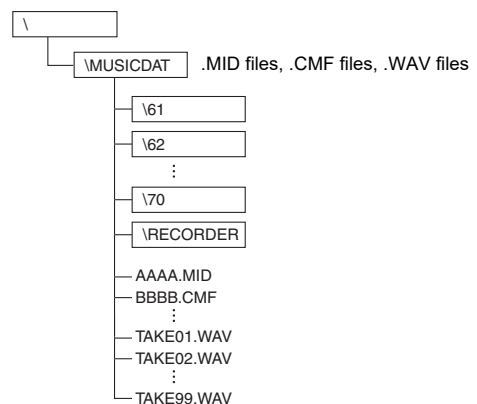 \
\MUSICDAT .MID files, .CMF files, .WAV files
\61
\62
⋮
\70
\RECORDER
AAAA.MID
BBBB.CMF
⋮
TAKE01.WAV
TAKE02.WAV
⋮
TAKE99.WAV